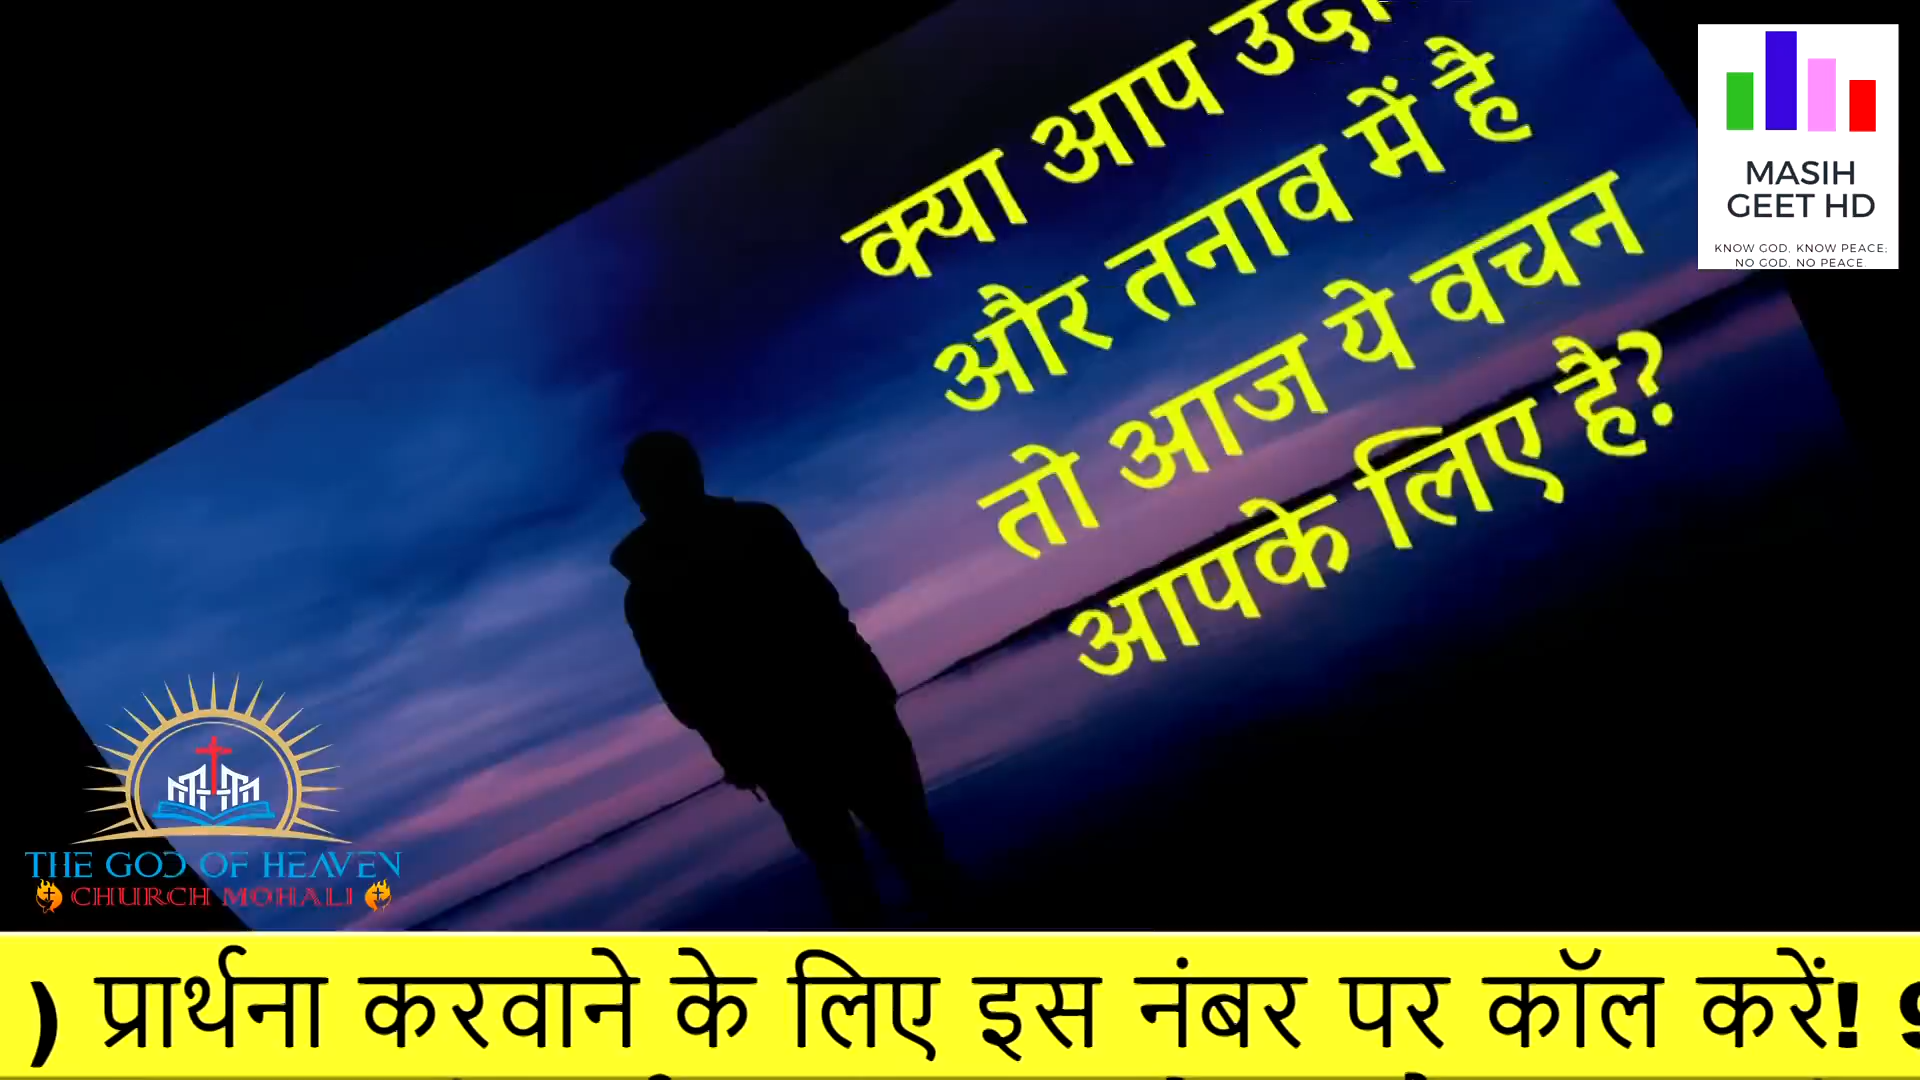 क्या आप
और तनाव में है
तो आज ये वचन
आपके लिए है?
MASIH
GEET HD
KNOW GOD, KNOW PEACE;
NO GOD, NO PEACE.
THE GOD OF HEAVEN
CHURCH MOHALI
) प्रार्थना करवाने के लिए इस नंबर पर कॉल करें!